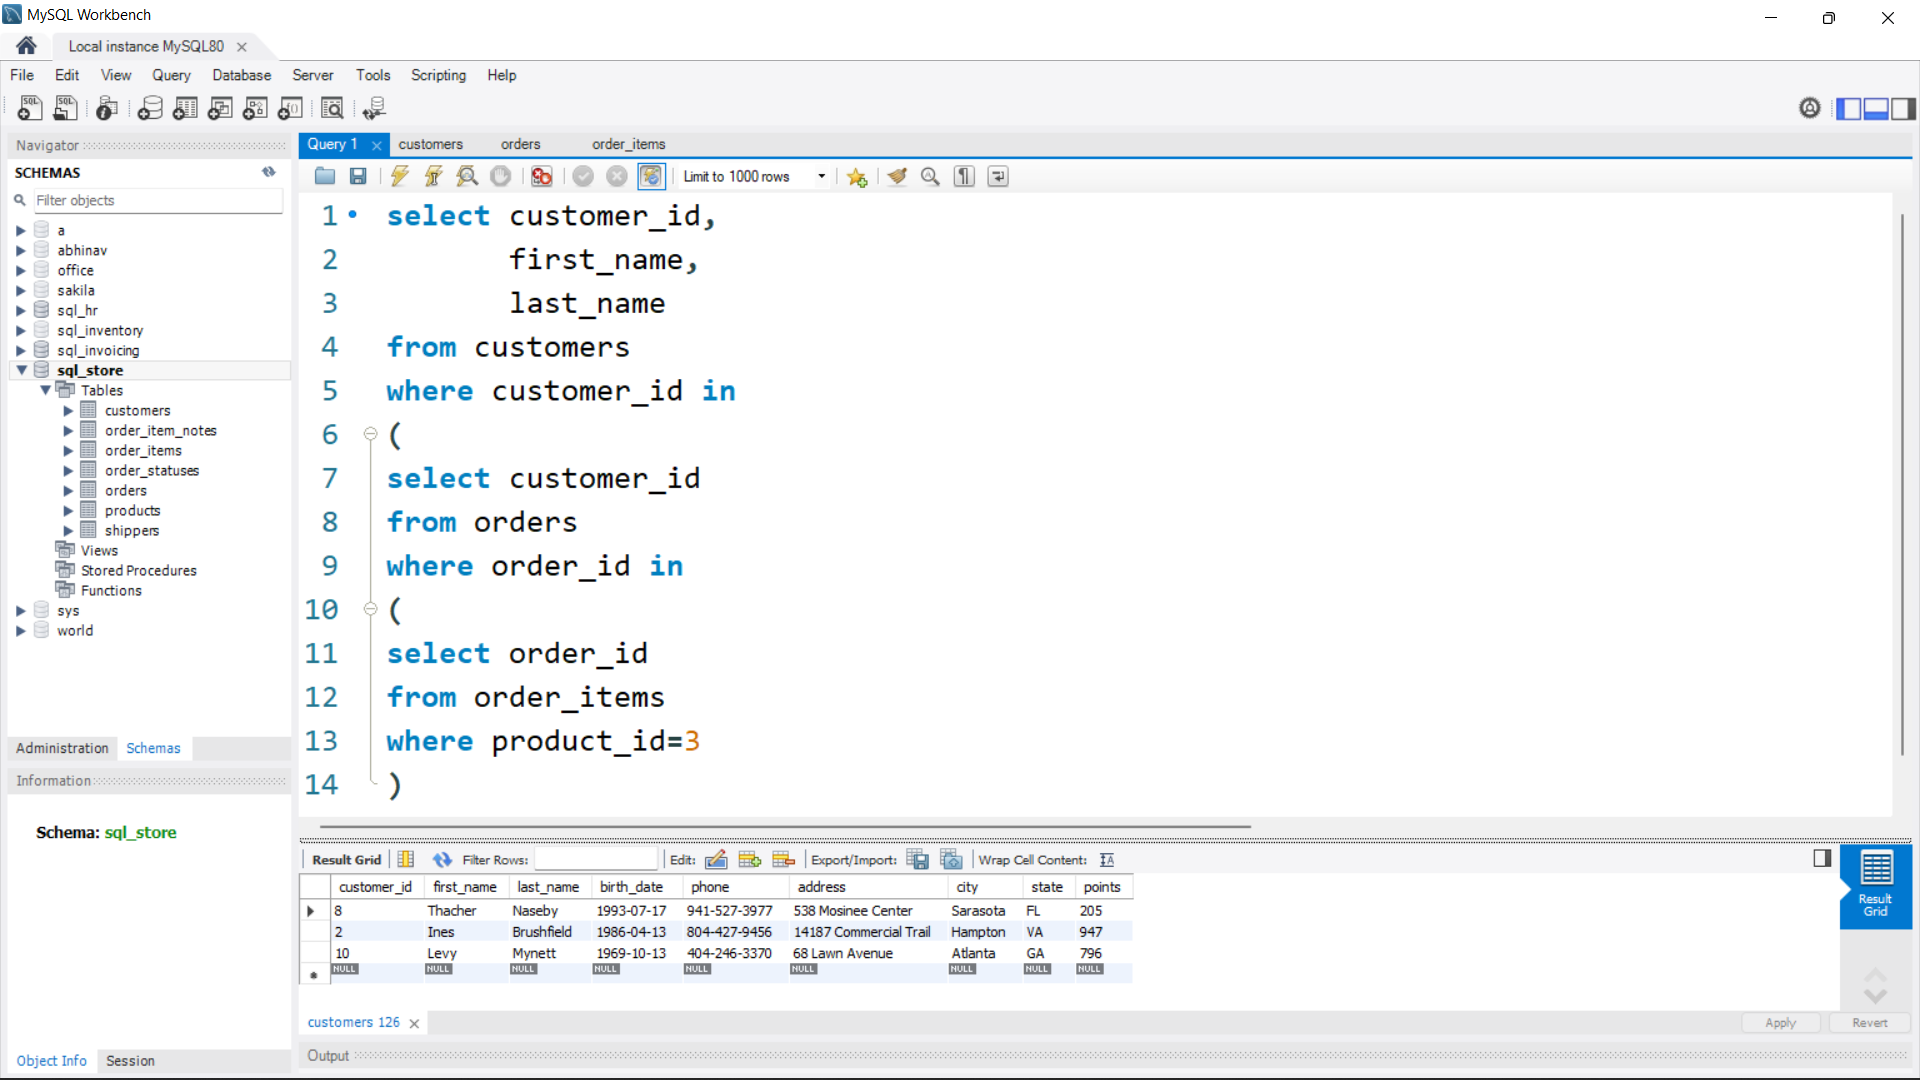 MySQL Workbench
Local instance MySQL80
File Edit View Query Database Server Tools Scripting Help
Navigator
SCHEMAS
Filter objects
a
abhinav
office
sakila
sql_hr
sql_inventory
sql_invoicing
sql_store
Tables
customers
order_item_notes
order_items
order_statuses
orders
products
shippers
Views
Stored Procedures
Functions
sys
world
Administration Schemas
Information
Schema: sql_store
Object Info Session
Query 1 customers orders order_items
Limit to 1000 rows
1 select customer_id,
2 first_name,
3 last_name
4 from customers
5 where customer_id in
6 (
7 select customer_id
8 from orders
9 where order_id in
10 (
11 select order_id
12 from order_items
13 where product_id=3
14 )
Result Grid Filter Rows: Edit: Export/Import: Wrap Cell Content:
customer_id first_name last_name birth_date phone address city state points
8 Thacher Naseby 1993-07-17 941-527-3977 538 Mosinee Center Sarasota FL 205
2 Ines Brushfield 1986-04-13 804-427-9456 14187 Commercial Trail Hampton VA 947
10 Levy Mynett 1969-10-13 404-246-3370 68 Lawn Avenue Atlanta GA 796
NULL NULL NULL NULL NULL NULL NULL NULL NULL
Result
Grid
customers 126
Apply Revert
Output